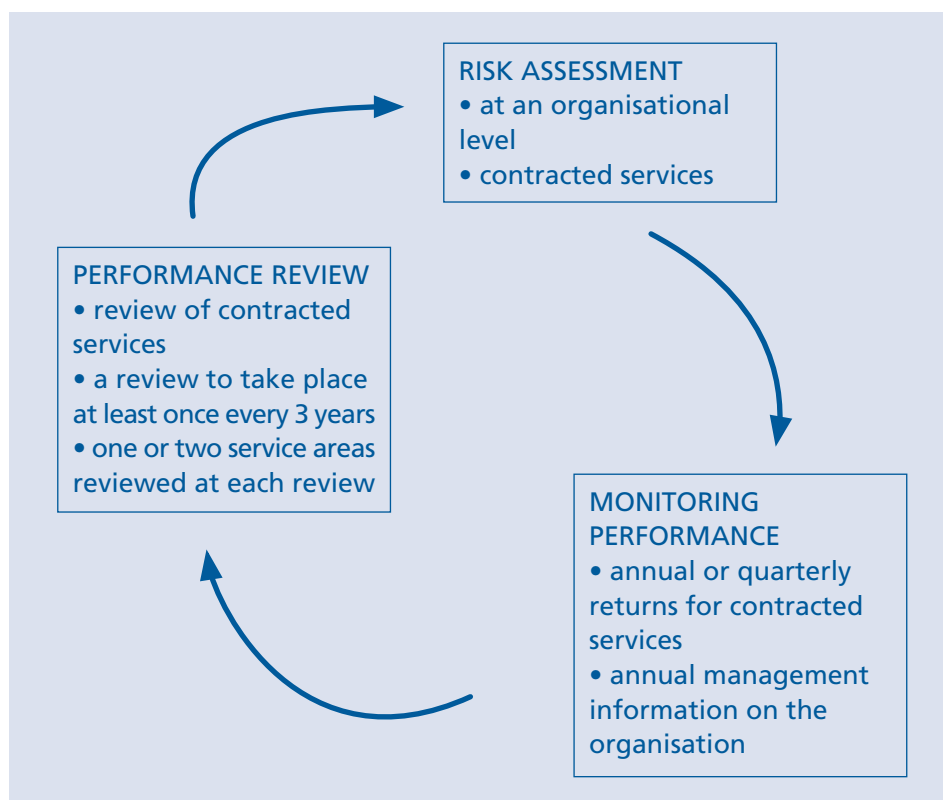 RISK ASSESSMENT
• at an organisational
level
• contracted services
PERFORMANCE REVIEW
• review of contracted
services
• a review to take place
at least once every 3 years
• one or two service areas
reviewed at each review
MONITORING
PERFORMANCE
• annual or quarterly
returns for contracted
services
• annual management
information on the
organisation